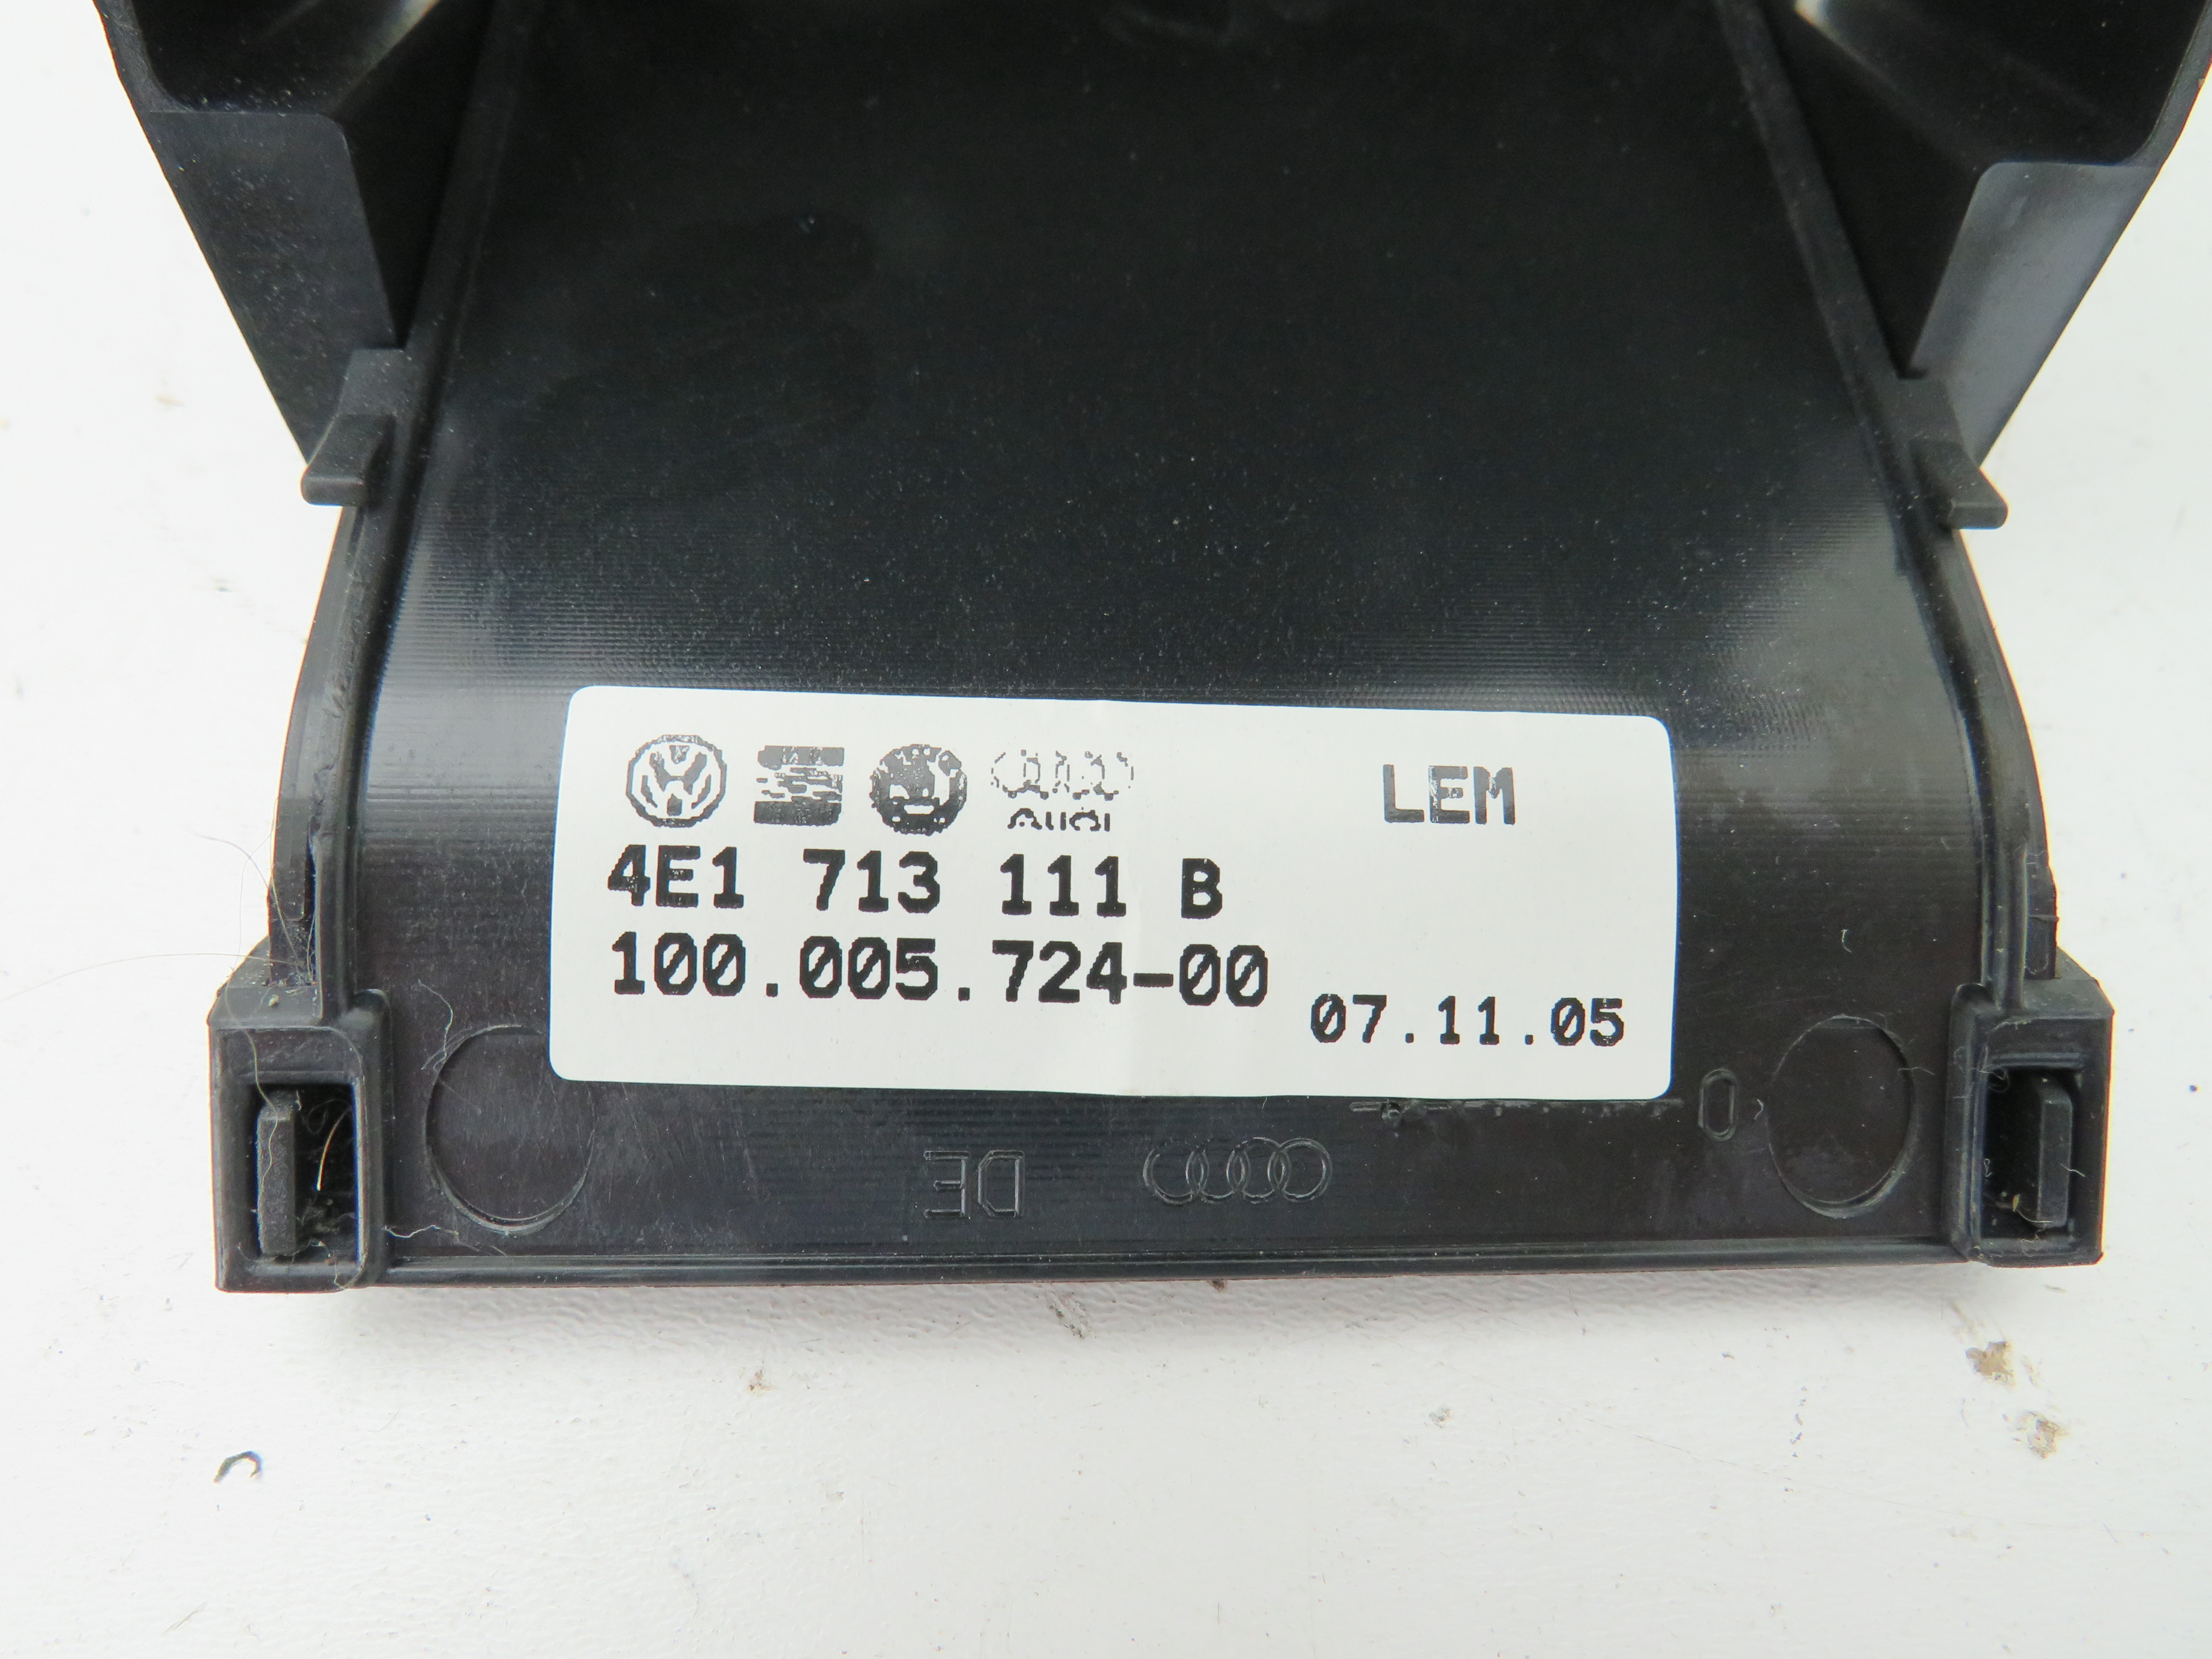 LEM
Audi
4E1 713 111 B
100.005.724-00
07.11.05
DE